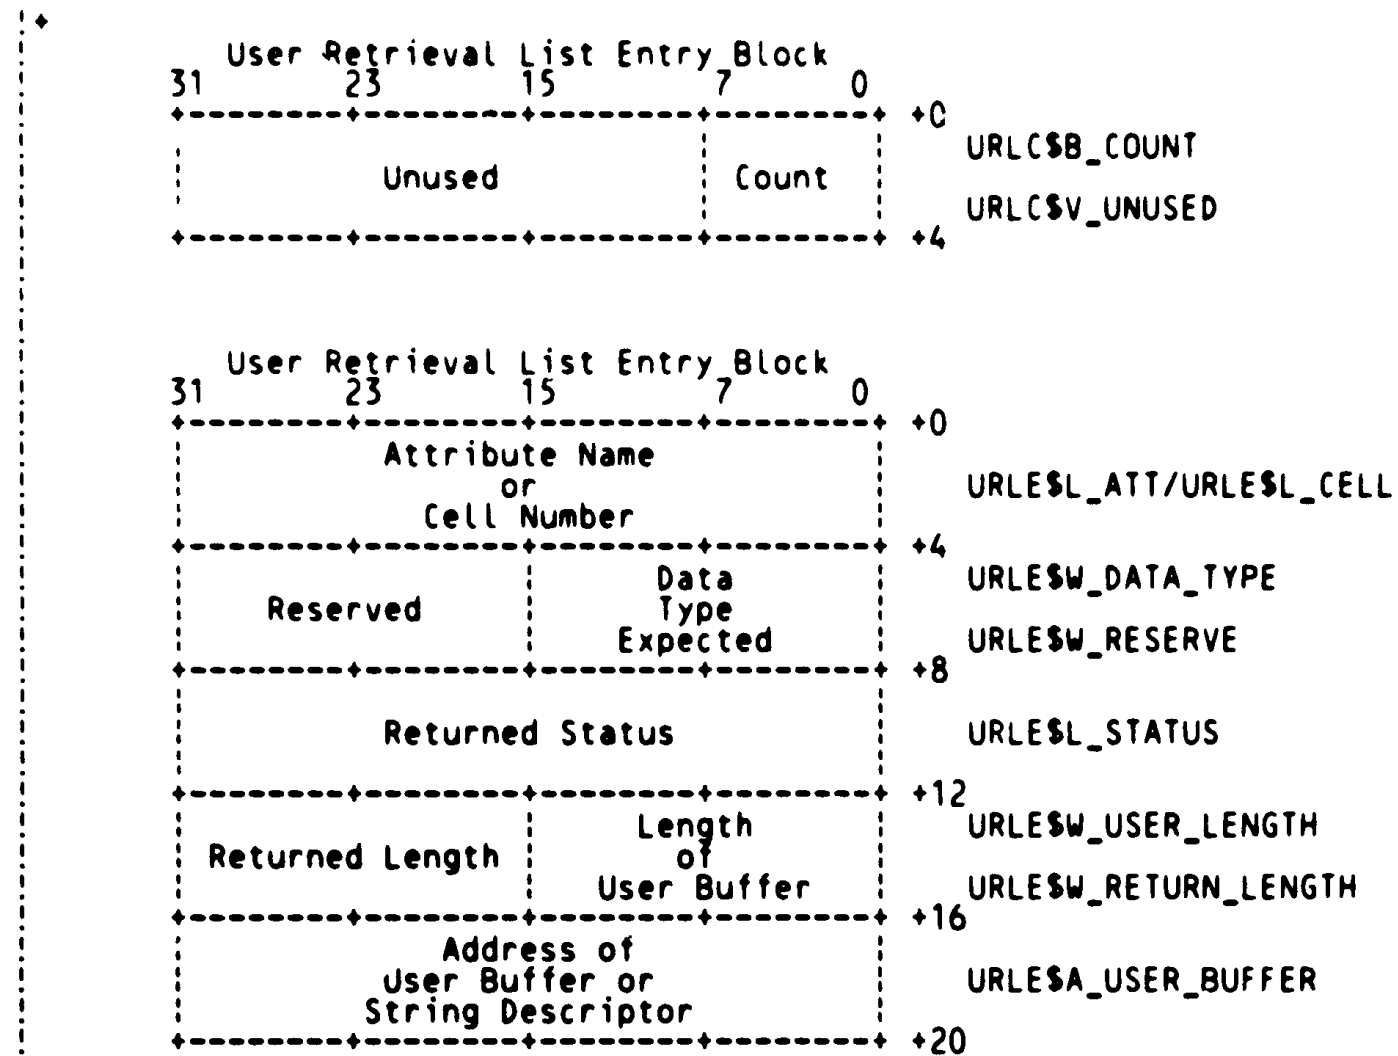 User Retrieval List Entry Block
31 23 15 7 0
+0
URLC$B_COUNT
Unused Count
URLC$V_UNUSED
+4
User Retrieval List Entry Block
31 23 15 7 0
+0
Attribute Name
or URLE$L_ATT/URLE$L_CELL
Cell Number
+4
Data URLE$W_DATA_TYPE
Reserved Type
Expected URLE$W_RESERVE
+8
Returned Status URLE$L_STATUS
+12
Length URLE$W_USER_LENGTH
Returned Length of
User Buffer URLE$W_RETURN_LENGTH
+16
Address of
User Buffer or URLE$A_USER_BUFFER
String Descriptor
+20